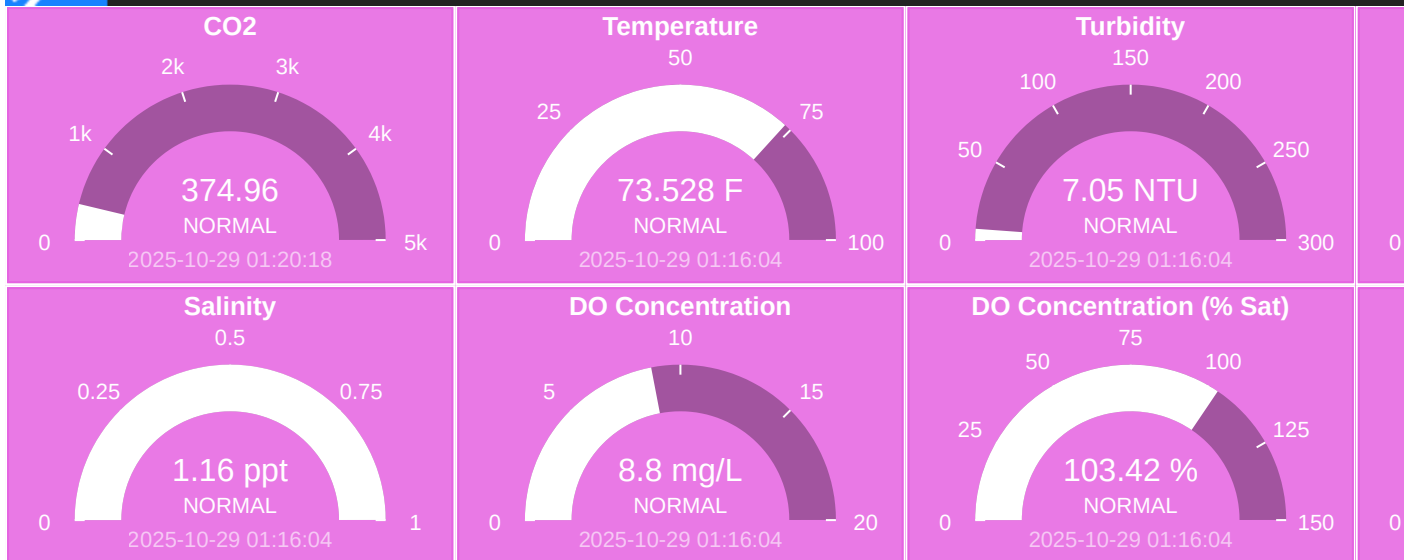 CO2
0
1k
2k
3k
4k
5k
374.96
NORMAL
2025-10-29 01:20:18
Temperature
0
25
50
75
100
73.528 F
NORMAL
2025-10-29 01:16:04
Turbidity
0
50
100
150
200
250
300
7.05 NTU
NORMAL
2025-10-29 01:16:04
0
Salinity
0
0.25
0.5
0.75
1
1.16 ppt
NORMAL
2025-10-29 01:16:04
DO Concentration
0
5
10
15
20
8.8 mg/L
NORMAL
2025-10-29 01:16:04
DO Concentration (% Sat)
0
25
50
75
100
125
150
103.42 %
NORMAL
2025-10-29 01:16:04
0